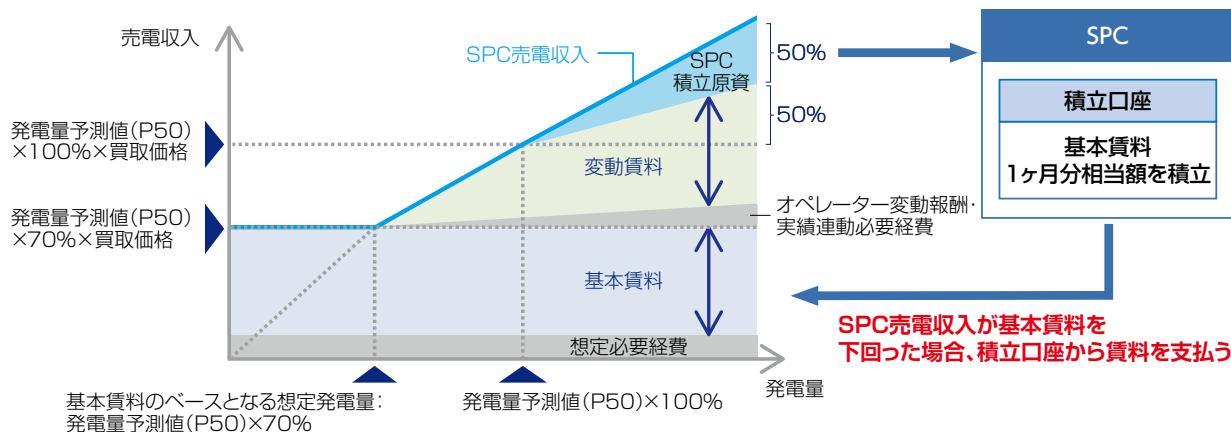 売電収入
SPC売電収入
SPC
積立原資
50%
50%
発電量予測値(P50)
×100%×買取価格
変動賃料
発電量予測値(P50)
×70%×買取価格
オペレーター変動報酬・
実績連動必要経費
基本賃料
想定必要経費
発電量
基本賃料のベースとなる想定発電量:
発電量予測値(P50)×70%
発電量予測値(P50)×100%
SPC
積立口座
基本賃料
1ヶ月分相当額を積立
SPC売電収入が基本賃料を
下回った場合、積立口座から賃料を支払う